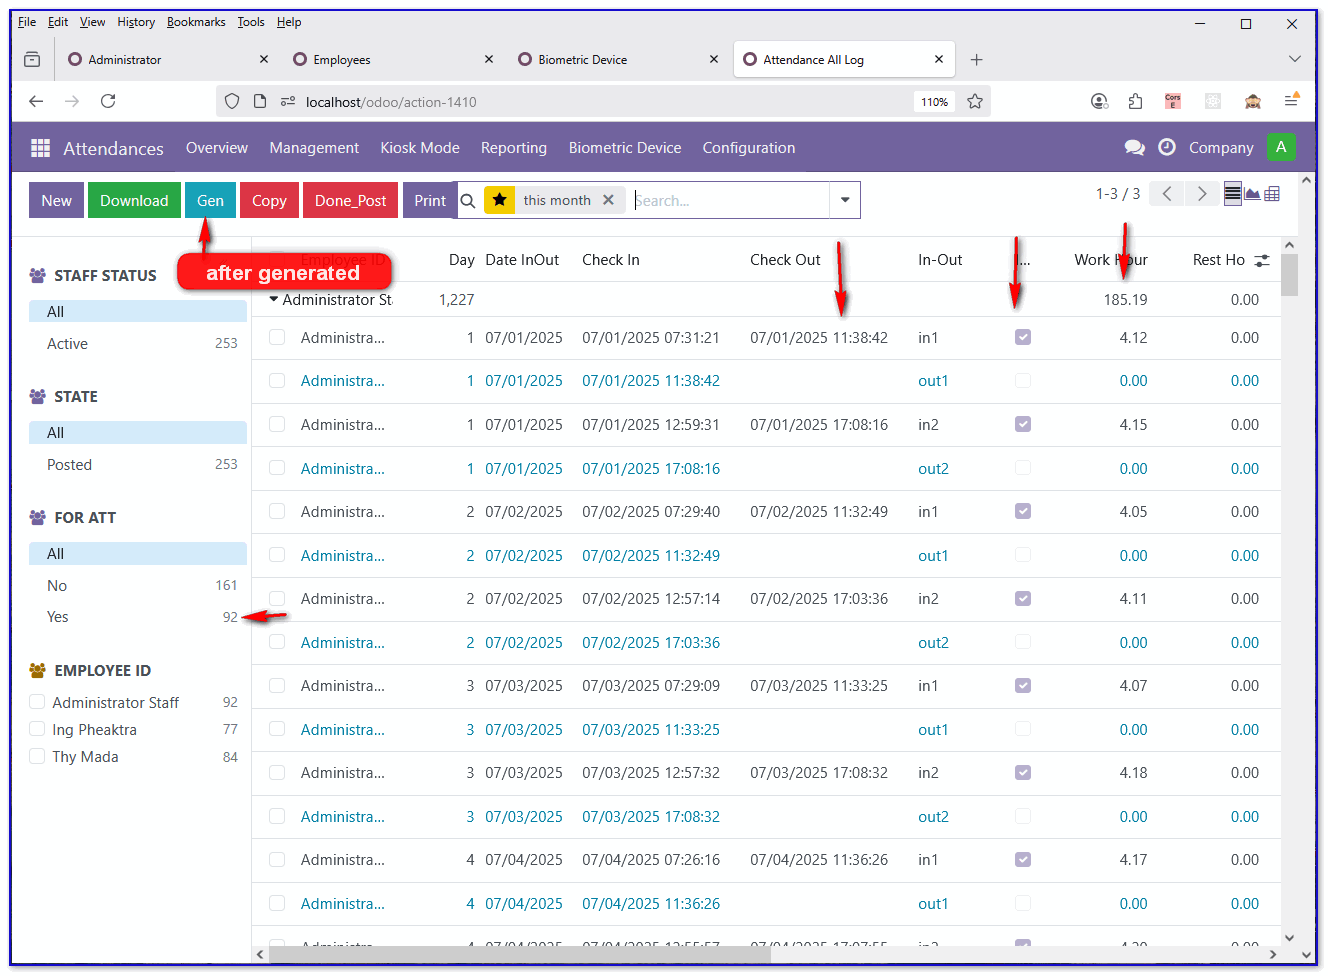 File Edit View History Bookmarks Tools Help
Administrator Employees Biometric Device Attendance All Log
localhost/odoo/action-1410 110% Cors E
Attendances Overview Management Kiosk Mode Reporting Biometric Device Configuration Company A
New Download Gen Copy Done_Post Print this month Search... 1-3 / 3
after generated
STAFF STATUS
All
Active 253
STATE
All
Posted 253
FOR ATT
All
No 161
Yes 92
EMPLOYEE ID
Administrator Staff 92
Ing Pheaktra 77
Thy Mada 84
Employee ID Day Date InOut Check In Check Out In-Out Work Hour Rest Ho
Administrator St 1,227 185.19 0.00
Administra... 1 07/01/2025 07/01/2025 07:31:21 07/01/2025 11:38:42 in1 4.12 0.00
Administra... 1 07/01/2025 07/01/2025 11:38:42 out1 0.00 0.00
Administra... 1 07/01/2025 07/01/2025 12:59:31 07/01/2025 17:08:16 in2 4.15 0.00
Administra... 1 07/01/2025 07/01/2025 17:08:16 out2 0.00 0.00
Administra... 2 07/02/2025 07/02/2025 07:29:40 07/02/2025 11:32:49 in1 4.05 0.00
Administra... 2 07/02/2025 07/02/2025 11:32:49 out1 0.00 0.00
Administra... 2 07/02/2025 07/02/2025 12:57:14 07/02/2025 17:03:36 in2 4.11 0.00
Administra... 2 07/02/2025 07/02/2025 17:03:36 out2 0.00 0.00
Administra... 3 07/03/2025 07/03/2025 07:29:09 07/03/2025 11:33:25 in1 4.07 0.00
Administra... 3 07/03/2025 07/03/2025 11:33:25 out1 0.00 0.00
Administra... 3 07/03/2025 07/03/2025 12:57:32 07/03/2025 17:08:32 in2 4.18 0.00
Administra... 3 07/03/2025 07/03/2025 17:08:32 out2 0.00 0.00
Administra... 4 07/04/2025 07/04/2025 07:26:16 07/04/2025 11:36:26 in1 4.17 0.00
Administra... 4 07/04/2025 07/04/2025 11:36:26 out1 0.00 0.00